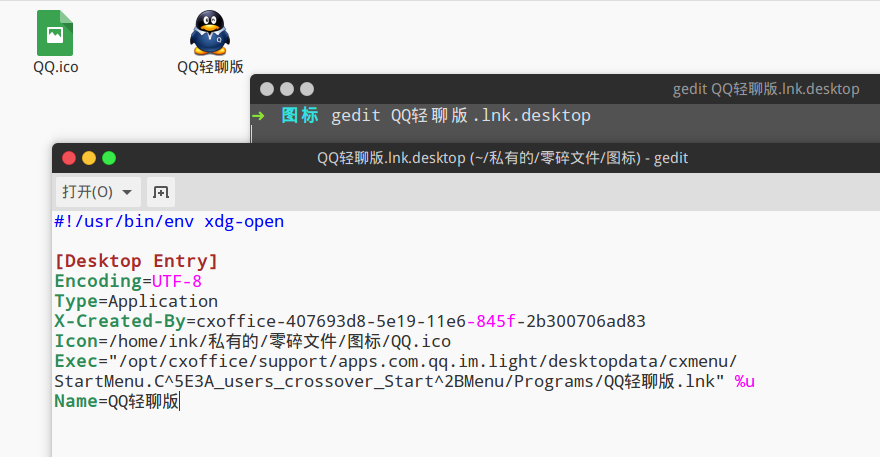 QQ.ico
QQ轻聊版
gedit QQ轻聊版.lnk.desktop
➜ 图标 gedit QQ轻聊版.lnk.desktop
QQ轻聊版.lnk.desktop (~/私有的/零碎文件/图标) - gedit
打开(O)
#!/usr/bin/env xdg-open
[Desktop Entry]
Encoding=UTF-8
Type=Application
X-Created-By=cxoffice-407693d8-5e19-11e6-845f-2b300706ad83
Icon=/home/ink/私有的/零碎文件/图标/QQ.ico
Exec="/opt/cxoffice/support/apps.com.qq.im.light/desktopdata/cxmenu/
StartMenu.C^5E3A_users_crossover_Start^2BMenu/Programs/QQ轻聊版.lnk" %u
Name=QQ轻聊版